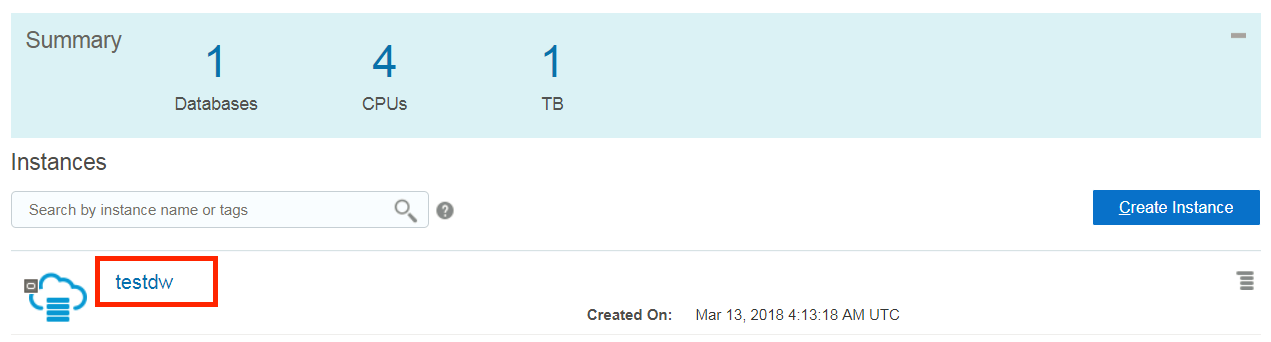 Summary
1 4 1
Databases CPUs TB
Instances
Search by instance name or tags ?
Create Instance
testdw
Created On: Mar 13, 2018 4:13:18 AM UTC